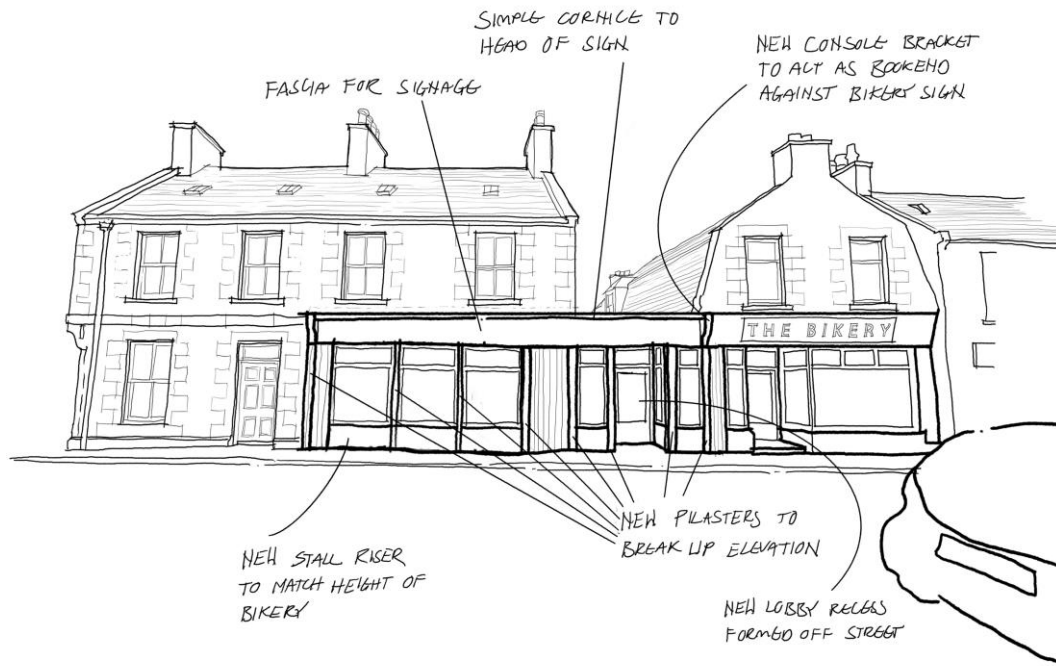 SIMPLE CORNICE TO
HEAD OF SIGN
NEW CONSOLE BRACKET
TO ACT AS BOOKEND
AGAINST BIKERY SIGN
FASCIA FOR SIGNAGE
THE BIKERY
NEW STALL RISER
TO MATCH HEIGHT OF
BIKERY
NEW PILASTERS TO
BREAK UP ELEVATION
NEW LOBBY RECESS
FORMED OFF STREET